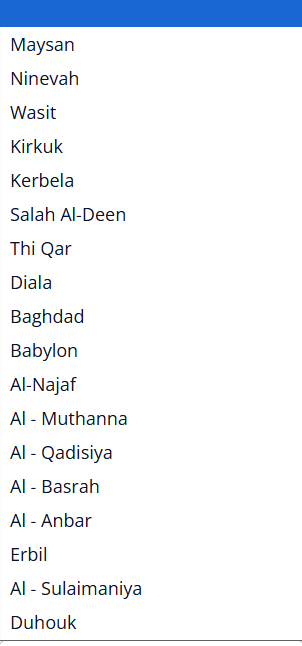 Maysan
Ninevah
Wasit
Kirkuk
Kerbela
Salah Al-Deen
Thi Qar
Diala
Baghdad
Babylon
Al-Najaf
Al - Muthanna
Al - Qadisiya
Al - Basrah
Al - Anbar
Erbil
Al - Sulaimaniya
Duhouk